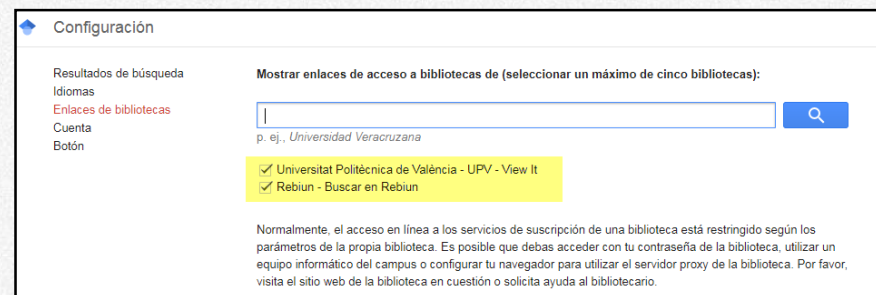 Configuración
Resultados de búsqueda
Idiomas
Enlaces de bibliotecas
Cuenta
Botón
Mostrar enlaces de acceso a bibliotecas de (seleccionar un máximo de cinco bibliotecas):
p. ej., Universidad Veracruzana
Universitat Politécnica de València - UPV - View It
Rebiun - Buscar en Rebiun
Normalmente, el acceso en línea a los servicios de suscripción de una biblioteca está restringido según los
parámetros de la propia biblioteca. Es posible que debas acceder con tu contraseña de la biblioteca, utilizar un
equipo informático del campus o configurar tu navegador para utilizar el servidor proxy de la biblioteca. Por favor,
visita el sitio web de la biblioteca en cuestión o solicita ayuda al bibliotecario.